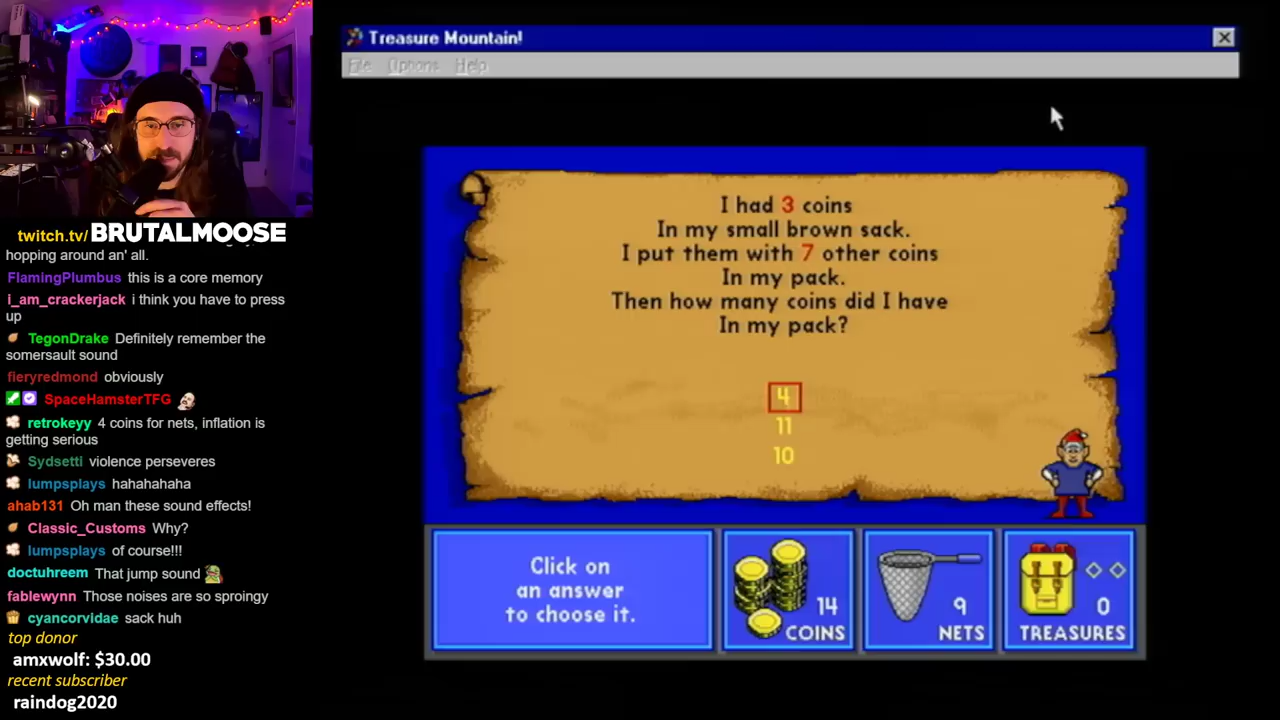 Treasure Mountain!
File Options Help
I had 3 coins
In my small brown sack.
I put them with 7 other coins
In my pack.
Then how many coins did I have
In my pack?
4
11
10
Click on
an answer
to choose it.
14
COINS
9
NETS
0
TREASURES
twitch.tv/BRUTALMOOSE
hopping around an' all.
FlamingPlumbus this is a core memory
i_am_crackerjack i think you have to press
up
TegonDrake Definitely remember the
somersault sound
fieryredmond obviously
SpaceHamsterTFG
retrokeyy 4 coins for nets, inflation is
getting serious
Sydsetti violence perseveres
lumpsplays hahahahaha
ahab131 Oh man these sound effects!
Classic_Customs Why?
lumpsplays of course!!!
doctuhreem That jump sound
fablewynn Those noises are so sproingy
cyancorvidae sack huh
top donor
amxwolf: $30.00
recent subscriber
raindog2020